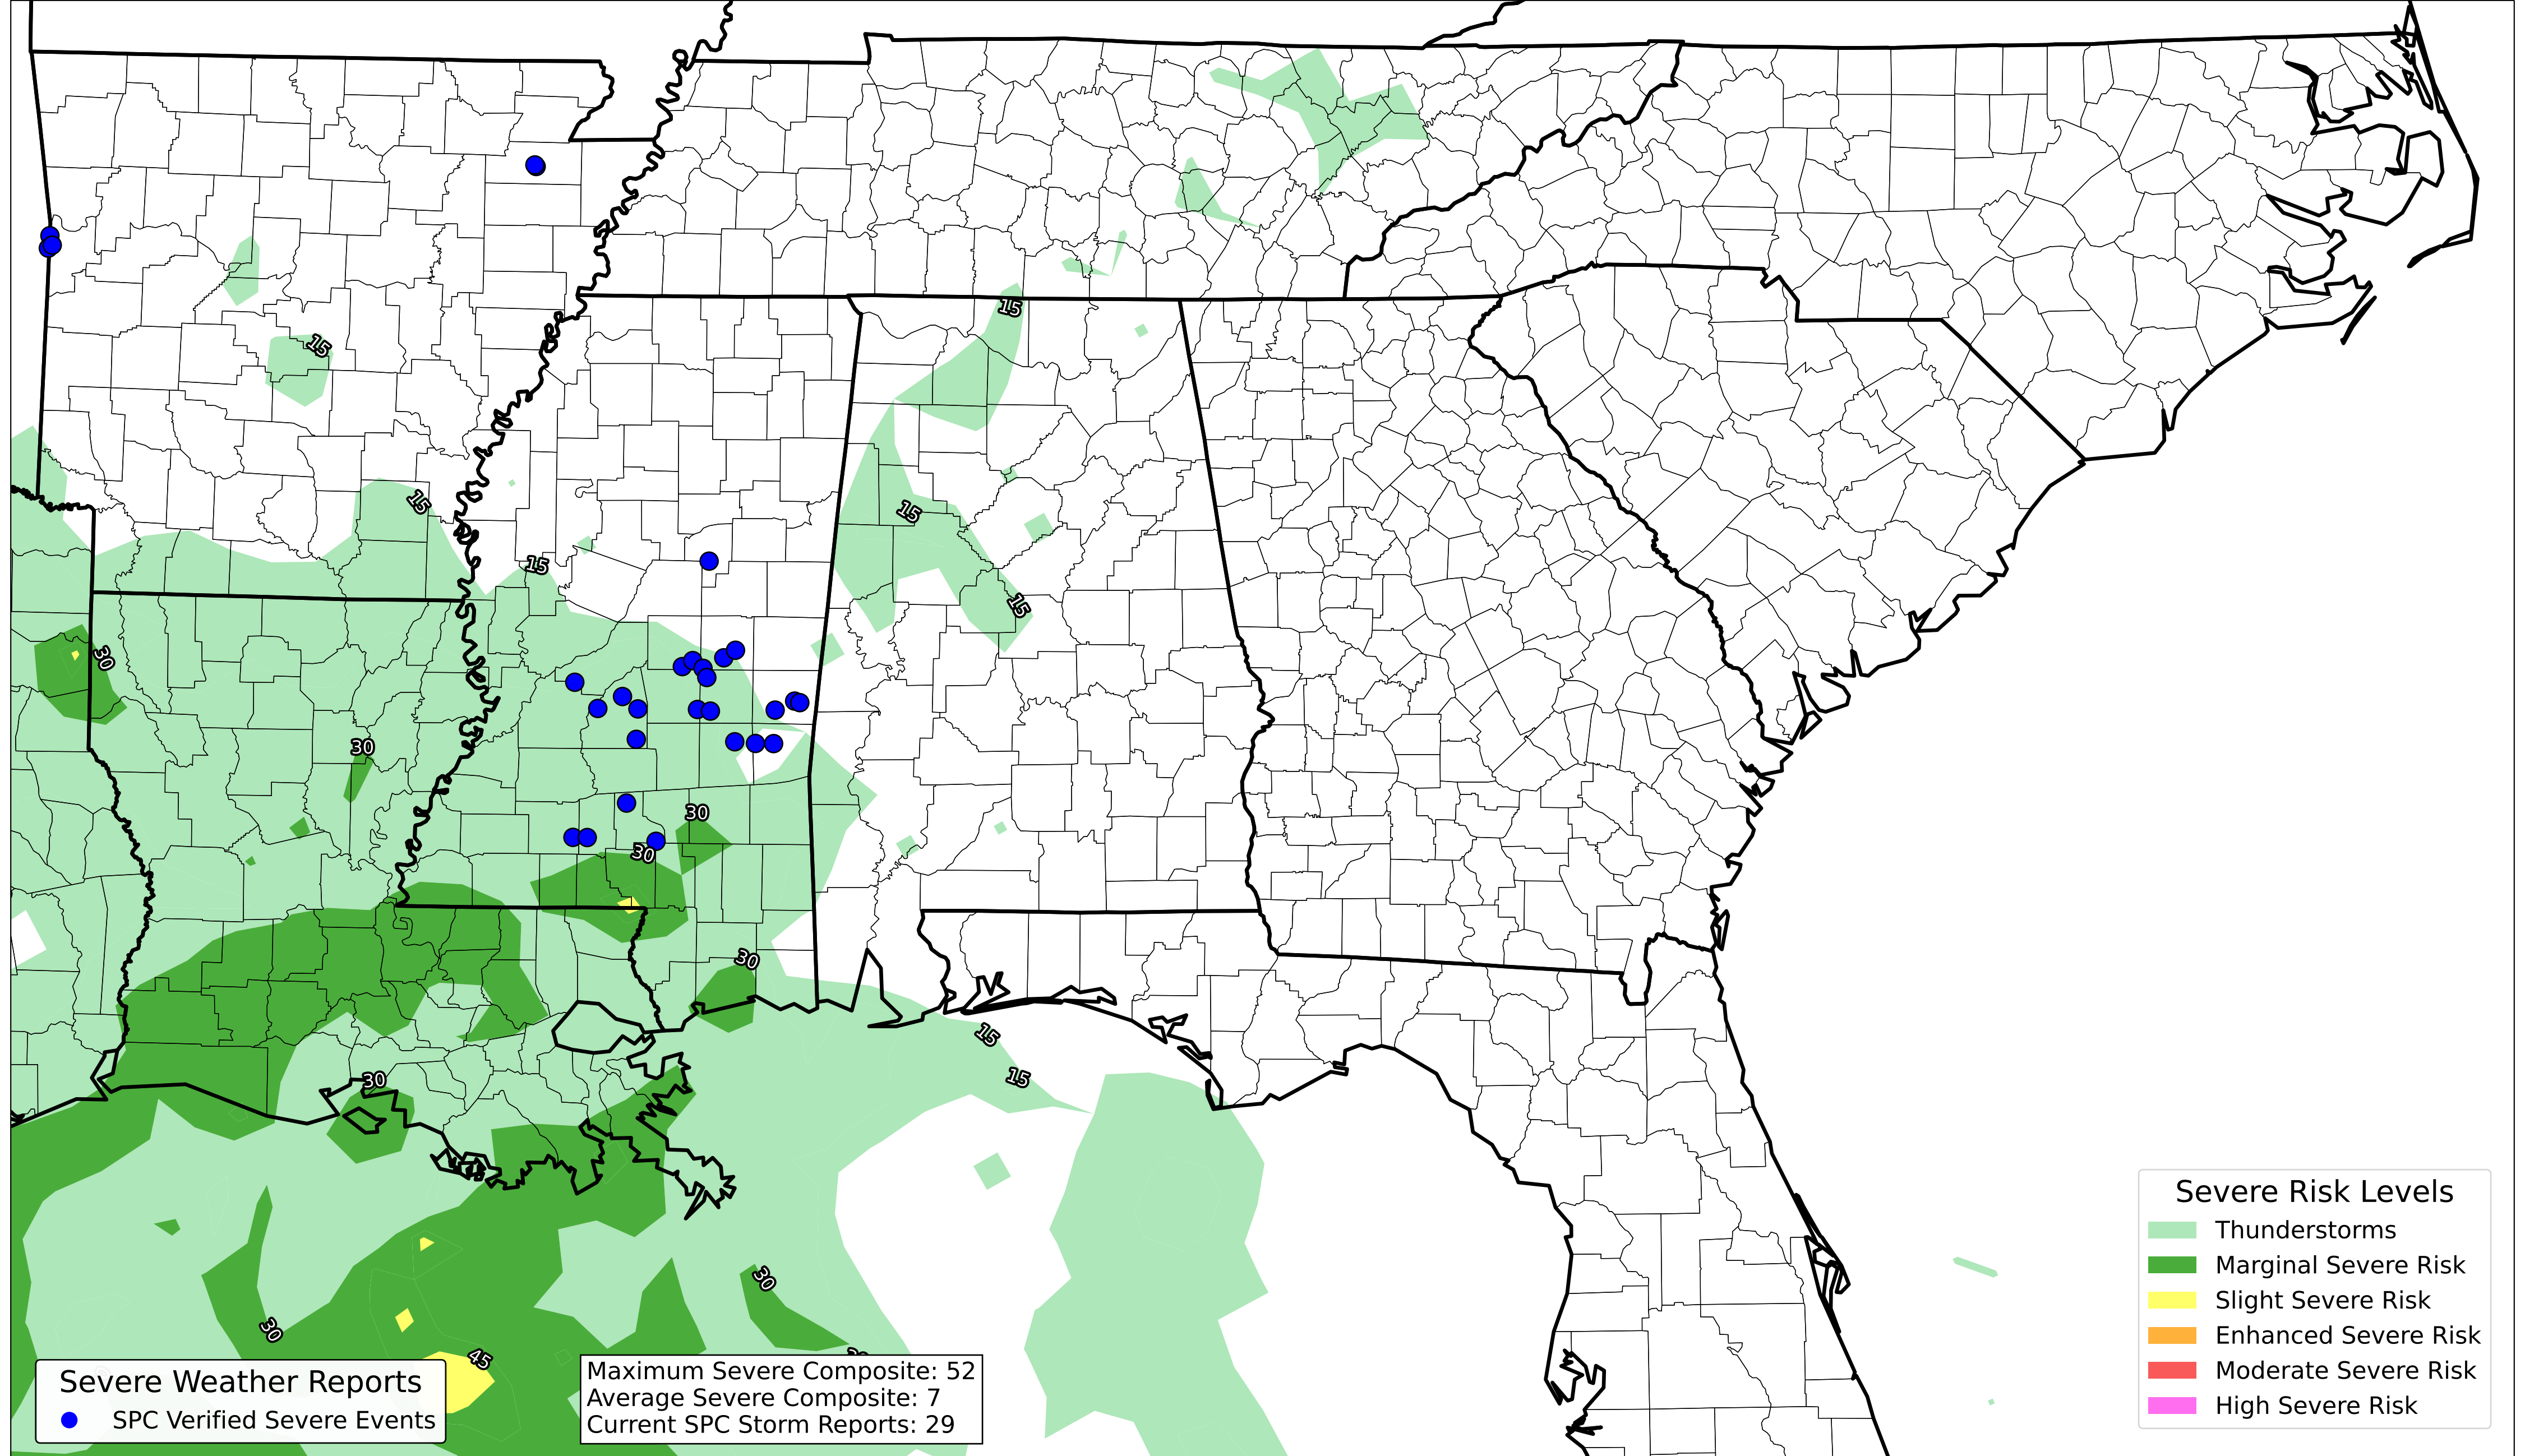 15
15
15
15
15
15
30
30
30
30
30
15
15
30
30
30
45
Severe Weather Reports
SPC Verified Severe Events
Maximum Severe Composite: 52
Average Severe Composite: 7
Current SPC Storm Reports: 29
Severe Risk Levels
Thunderstorms
Marginal Severe Risk
Slight Severe Risk
Enhanced Severe Risk
Moderate Severe Risk
High Severe Risk